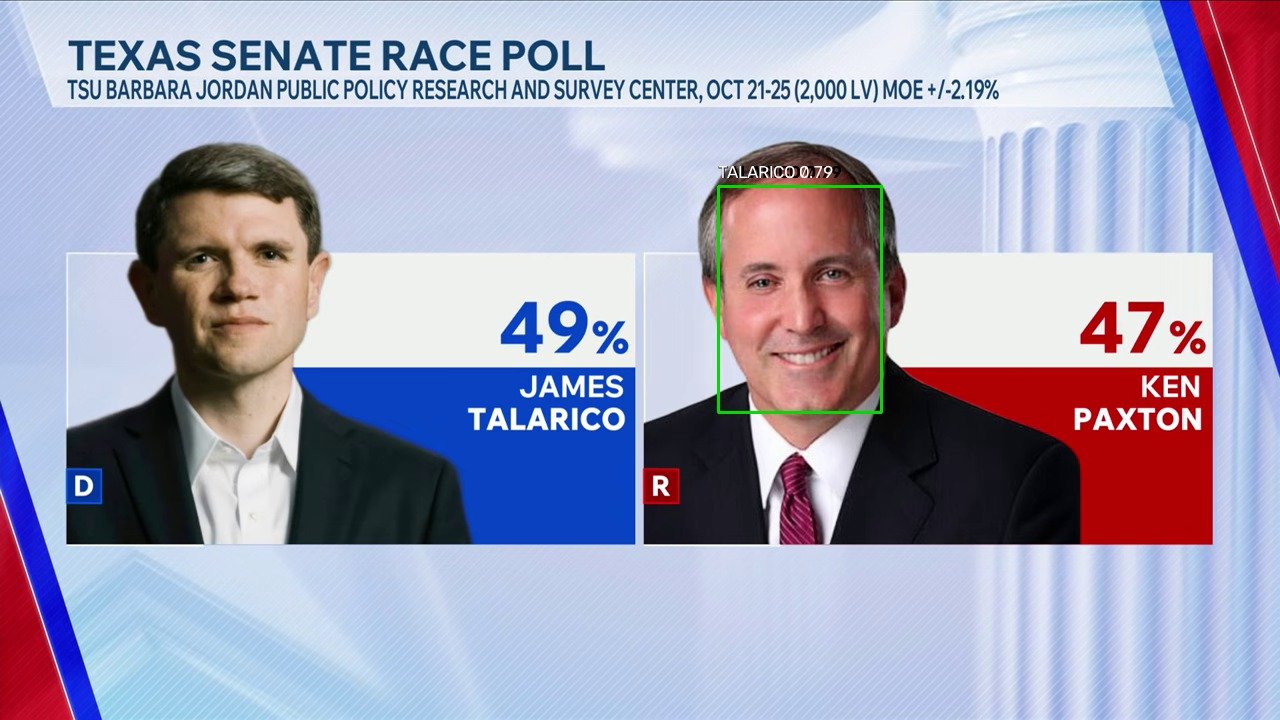 TEXAS SENATE RACE POLL
TSU BARBARA JORDAN PUBLIC POLICY RESEARCH AND SURVEY CENTER, OCT 21-25 (2,000 LV) MOE +/-2.19%
TALARICO 0.79
49%
JAMES
TALARICO
D
47%
KEN
PAXTON
R